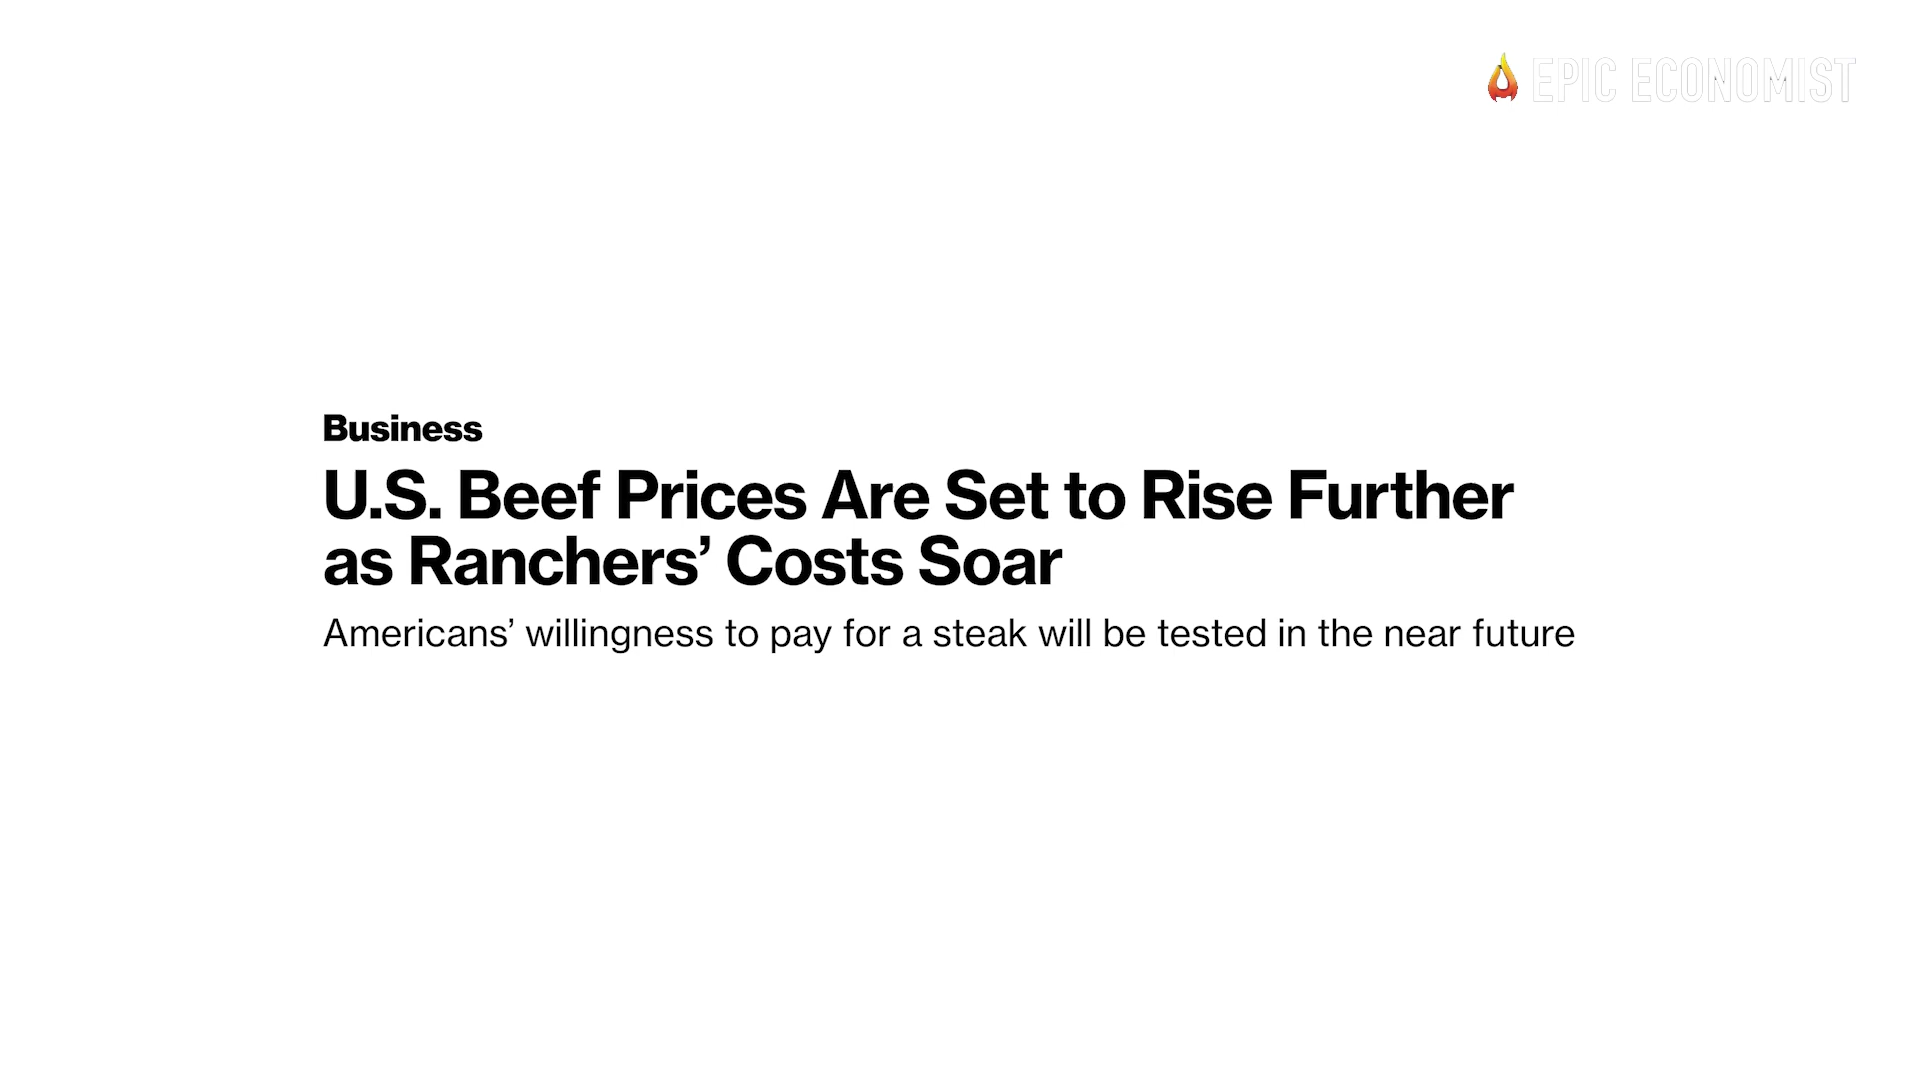 EPIC ECONOMIST
Business
U.S. Beef Prices Are Set to Rise Further
as Ranchers’ Costs Soar
Americans’ willingness to pay for a steak will be tested in the near future